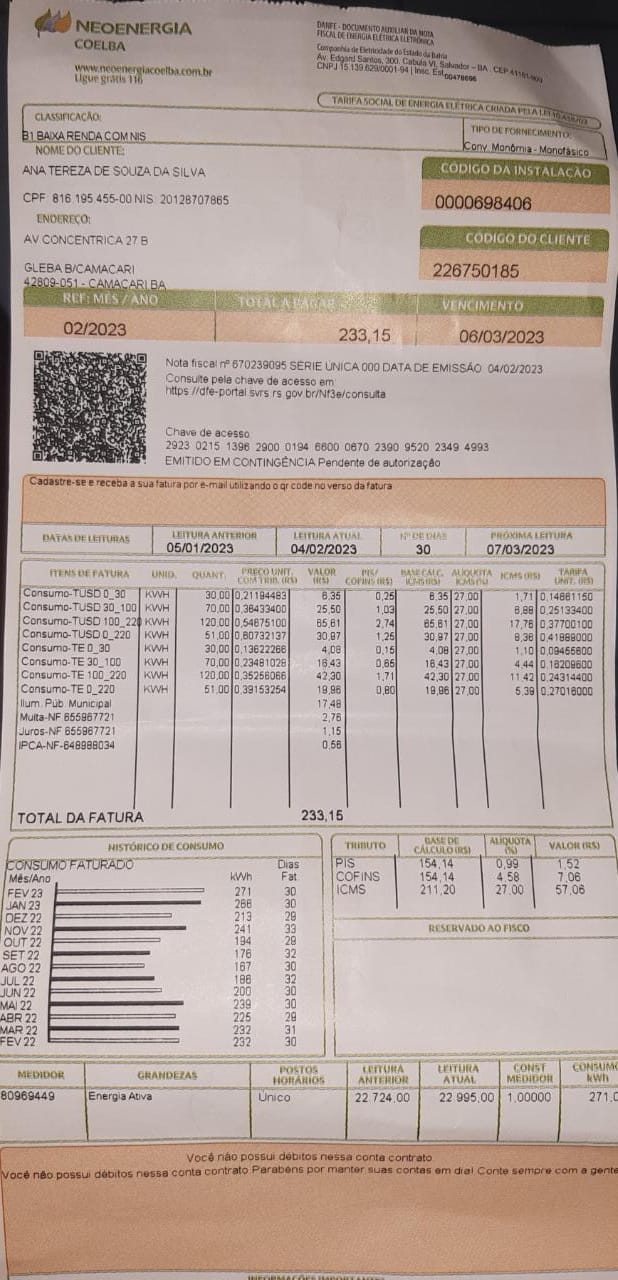 NEOENERGIA
COELBA
www.neoenergiacoelba.com.br
Ligue grátis 116
DANFE - DOCUMENTO AUXILIAR DA NOTA
FISCAL DE ENERGIA ELÉTRICA ELETRÔNICA
Companhia de Eletricidade do Estado da Bahia
Av. Edgard Santos, 300, Cabula VI, Salvador - BA , CEP 41181-900
CNPJ 15.139.629/0001-94 | Insc. Est. 00478696
TARIFA SOCIAL DE ENERGIA ELÉTRICA CRIADA PELA LEI
CLASSIFICAÇÃO:
B1 BAIXA RENDA COM NIS
TIPO DE FORNECIMENTO:
Conv. Monômia - Monofásico
NOME DO CLIENTE:
ANA TEREZA DE SOUZA DA SILVA
CPF: 816.195.455-00 NIS: 20128707865
ENDEREÇO:
AV CONCENTRICA 27 B
GLEBA B/CAMACARI
42809-051 - CAMACARI BA
CÓDIGO DA INSTALAÇÃO
0000698406
CÓDIGO DO CLIENTE
226750185
REF: MÊS / ANO TOTAL A PAGAR VENCIMENTO
02/2023 233,15 06/03/2023
Nota fiscal nº 670239095 SERIE UNICA 000 DATA DE EMISSÃO 04/02/2023
Consulte pela chave de acesso em
https://dfe-portal.svrs.rs.gov.br/Nf3e/consulta
Chave de acesso
2923 0215 1396 2900 0194 6600 0670 2390 9520 2349 4993
EMITIDO EM CONTINGÊNCIA Pendente de autorização
Cadastre-se e receba a sua fatura por e-mail utilizando o qr code no verso da fatura
DATAS DE LEITURAS LEITURA ANTERIOR LEITURA ATUAL Nº DE DIAS PRÓXIMA LEITURA
05/01/2023 04/02/2023 30 07/03/2023
ITENS DE FATURA UNID. QUANT. PREÇO UNIT. COM TRIB. (R$) VALOR (R$) PIS/ COFINS (R$) BASE CALC. ICMS (R$) ALIQUOTA ICMS (%) ICMS (R$) TARIFA UNIT. (R$)
Consumo-TUSD 0_30 KWH 30,00 0,21194483 6,35 0,25 6,35 27,00 1,71 0,14661150
Consumo-TUSD 30_100 KWH 70,00 0,36433400 25,50 1,03 25,50 27,00 6,88 0,25133400
Consumo-TUSD 100_220 KWH 120,00 0,54675100 65,61 2,74 65,61 27,00 17,76 0,37700100
Consumo-TUSD 0_220 KWH 51,00 0,60732137 30,97 1,25 30,97 27,00 8,36 0,41889000
Consumo-TE 0_30 KWH 30,00 0,13622266 4,08 0,15 4,08 27,00 1,10 0,09455600
Consumo-TE 30_100 KWH 70,00 0,23481028 16,43 0,65 16,43 27,00 4,44 0,16209600
Consumo-TE 100_220 KWH 120,00 0,35256066 42,30 1,71 42,30 27,00 11,42 0,24314400
Consumo-TE 0_220 KWH 51,00 0,39153254 19,96 0,80 19,96 27,00 5,39 0,27016000
Ilum. Púb. Municipal 17,48
Multa-NF 655967721 2,76
Juros-NF 655967721 1,15
IPCA-NF-648988034 0,56
TOTAL DA FATURA 233,15
HISTÓRICO DE CONSUMO
CONSUMO FATURADO Dias
Mês/Ano kWh Fat.
FEV 23 271 30
JAN 23 286 30
DEZ 22 213 29
NOV 22 241 33
OUT 22 194 29
SET 22 176 32
AGO 22 167 30
JUL 22 186 32
JUN 22 200 30
MAI 22 239 30
ABR 22 225 29
MAR 22 232 31
FEV 22 232 30
TRIBUTO BASE DE CÁLCULO (R$) ALIQUOTA (%) VALOR (R$)
PIS 154,14 0,99 1,52
COFINS 154,14 4,58 7,06
ICMS 211,20 27,00 57,06
RESERVADO AO FISCO
MEDIDOR GRANDEZAS POSTOS HORÁRIOS LEITURA ANTERIOR LEITURA ATUAL CONST MEDIDOR CONSUMO kWh
80969449 Energia Ativa Único 22.724,00 22.995,00 1,00000 271,0
Você não possui débitos nessa conta contrato.
Você não possui débitos nessa conta contrato.Parabens por manter suas contas em dia! Conte sempre com a gente
INFORMAÇÕES IMPORTANTES